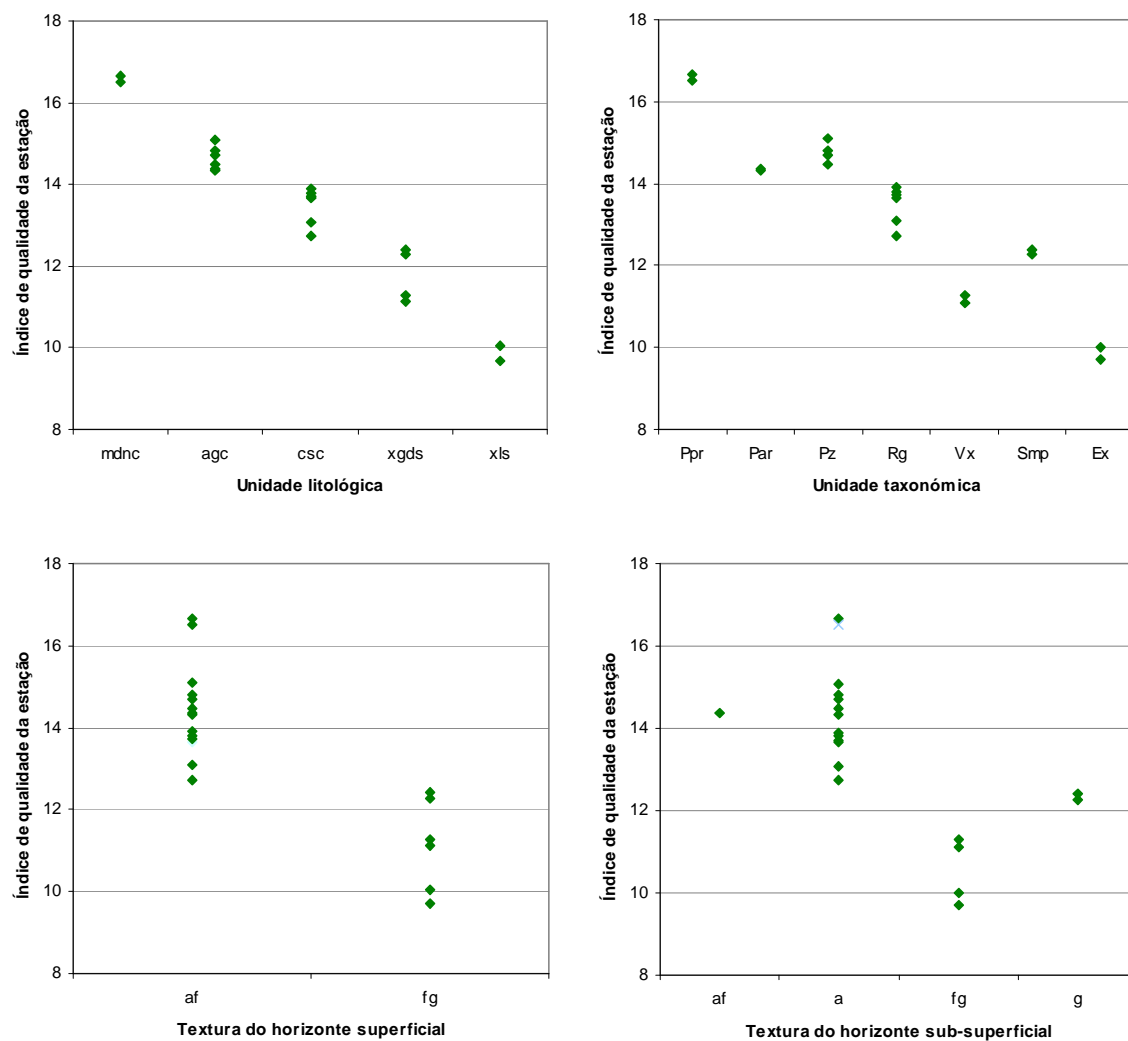 Índice de qualidade da estação
18
16
14
12
10
8
mdnc agc csc xgds xls
Unidade litológica
Índice de qualidade da estação
18
16
14
12
10
8
Ppr Par Pz Rg Vx Smp Ex
Unidade taxonómica
Índice de qualidade da estação
18
16
14
12
10
8
af fg
Textura do horizonte superficial
Índice de qualidade da estação
18
16
14
12
10
8
af a fg g
Textura do horizonte sub-superficial